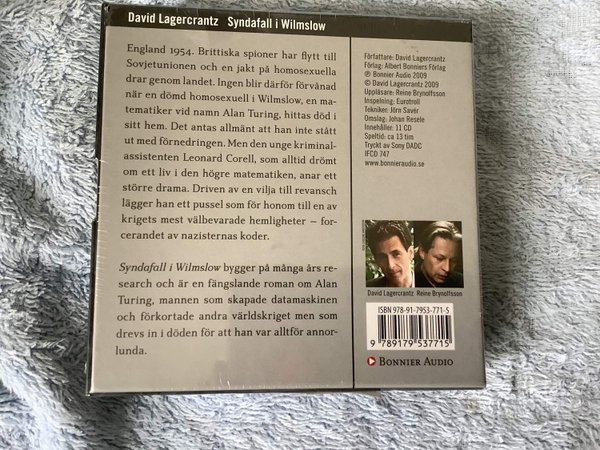 David Lagercrantz Syndafall i Wilmslow
England 1954. Brittiska spioner har flytt till
Sovjetunionen och en jakt på homosexuella
drar genom landet. Ingen blir därför förvånad
när en dömd homosexuell i Wilmslow, en ma-
tematiker vid namn Alan Turing, hittas död i
sitt hem. Det antas allmänt att han inte stått
ut med förnedringen. Men den unge kriminal-
assistenten Leonard Corell, som alltid drömt
om ett liv i den högre matematiken, anar ett
större drama. Driven av en vilja till revansch
lägger han ett pussel som för honom till en av
krigets mest välbevarade hemligheter – for-
cerandet av nazisternas koder.
Syndafall i Wilmslow bygger på många års re-
search och är en fängslande roman om Alan
Turing, mannen som skapade datamaskinen
och förkortade andra världskriget men som
drevs in i döden för att han var alltför annor-
lunda.
Författare: David Lagercrantz
Förlag: Albert Bonniers Förlag
℗ Bonnier Audio 2009
© David Lagercrantz 2009
Uppläsare: Reine Brynolfsson
Inspelning: Eurotroll
Tekniker: Jörn Savér
Omslag: Johan Resele
Innehåller: 11 CD
Speltid: ca 13 tim
Tryckt av Sony DADC
IFCD 747
www.bonnieraudio.se
David Lagercrantz Reine Brynolfsson
ISBN 978-91-7953-771-5
9 789179 537715
BONNIER AUDIO